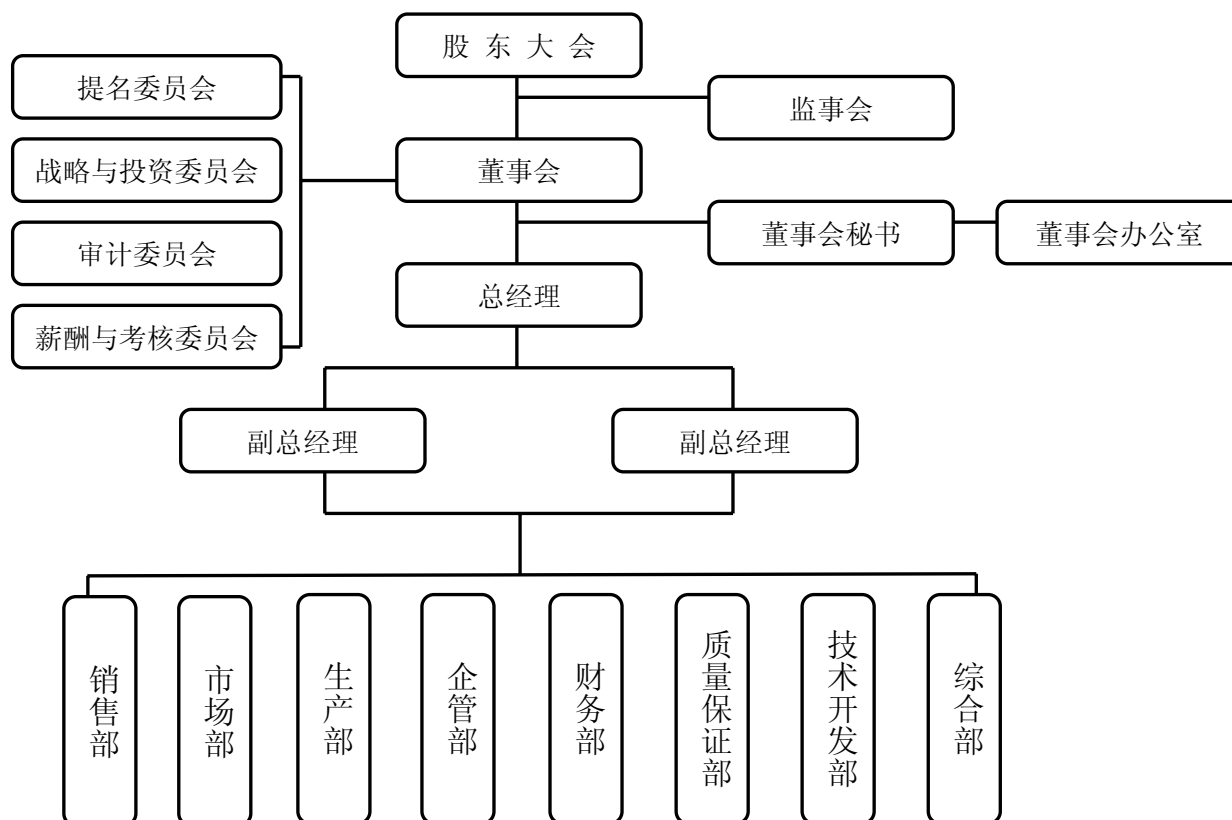 股 东 大 会
提名委员会
监事会
战略与投资委员会
董事会
董事会秘书
董事会办公室
审计委员会
总经理
薪酬与考核委员会
副总经理
副总经理
销售部
市场部
生产部
企管部
财务部
质量保证部
技术开发部
综合部